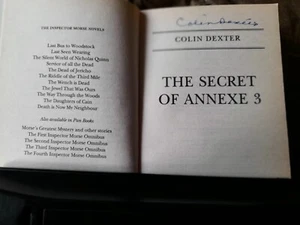 THE INSPECTOR MORSE NOVELS
Last Bus to Woodstock
Last Seen Wearing
The Silent World of Nicholas Quinn
Service of all the Dead
The Dead of Jericho
The Riddle of the Third Mile
The Wench is Dead
The Jewel That Was Ours
The Way Through the Woods
The Daughters of Cain
Death is Now My Neighbour
Also available in Pan Books
Morse's Greatest Mystery and other stories
The First Inspector Morse Omnibus
The Second Inspector Morse Omnibus
The Third Inspector Morse Omnibus
The Fourth Inspector Morse Omnibus
Colin Dexter
COLIN DEXTER
THE SECRET
OF ANNEXE 3